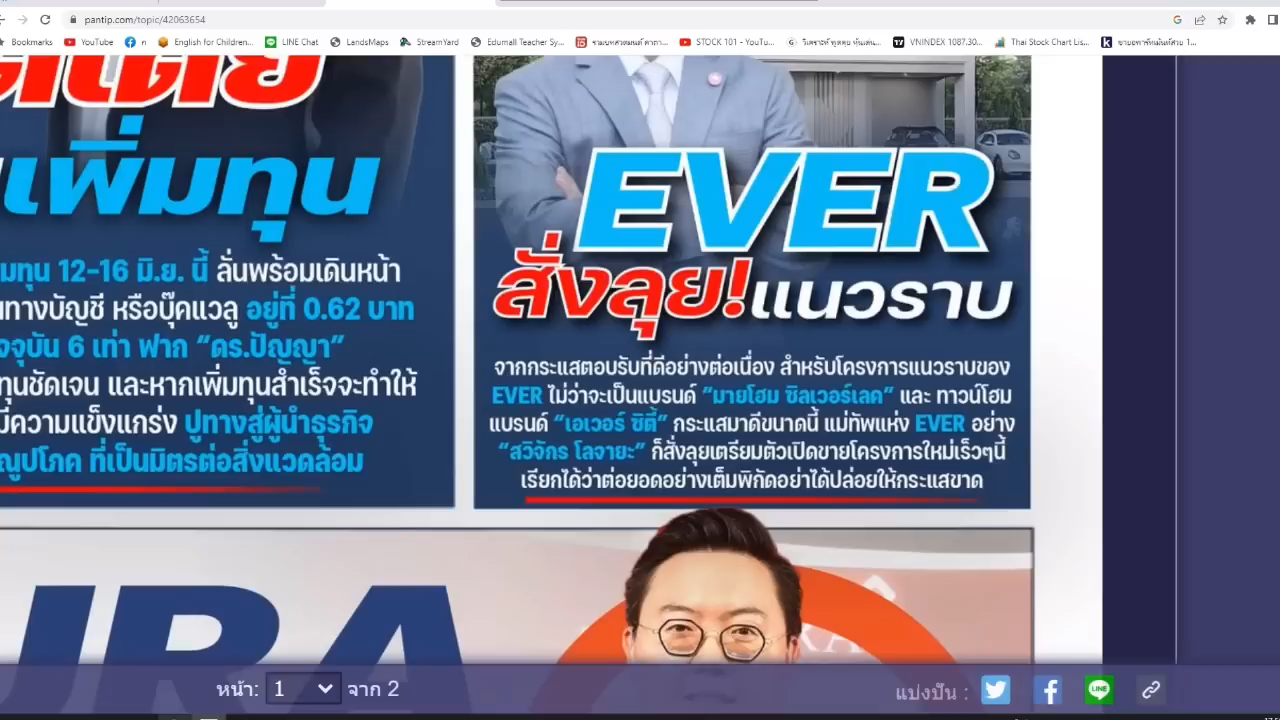 pantip.com/topic/42063654
Bookmarks
YouTube
ก
English for Children...
LINE Chat
LandsMaps
StreamYard
Edumall Teacher Sy...
STOCK 101 - YouTu...
VNINDEX 1087.30...
Thai Stock Chart Lis...
เพิ่มทุน
มทุน 12-16 มิ.ย. นี้ ลั่นพร้อมเดินหน้า
ทางบัญชี หรือบุ๊คแวลู อยู่ที่ 0.62 บาท
จจุบัน 6 เท่า ฟาก “ดร.ปัญญา”
ทุนชัดเจน และหากเพิ่มทุนสำเร็จจะทำให้
มีความแข็งแกร่ง ปูทางสู่ผู้นำธุรกิจ
ณูปโภค ที่เป็นมิตรต่อสิ่งแวดล้อม
EVER
สั่งลุย!แนวราบ
จากกระแสตอบรับที่ดีอย่างต่อเนื่อง สำหรับโครงการแนวราบของ
EVER ไม่ว่าจะเป็นแบรนด์ “มายโฮม ซิลเวอร์เลค” และ ทาวน์โฮม
แบรนด์ “เอเวอร์ ซิตี้” กระแสมาดีขนาดนี้ แม่ทัพแห่ง EVER อย่าง
“สวิจักร โลจายะ” ก็สั่งลุยเตรียมตัวเปิดขายโครงการใหม่เร็วๆนี้
เรียกได้ว่าต่อยอดอย่างเต็มพิกัดอย่าได้ปล่อยให้กระแสขาด
URA
หน้า: 1 จาก 2
แบ่งปัน :
LINE